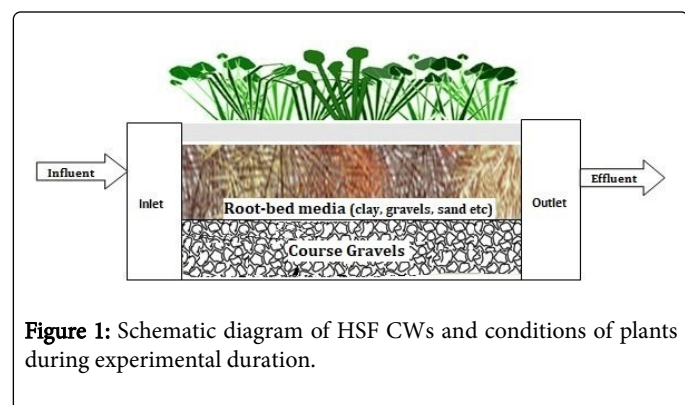 Influent
Inlet
Root-bed media (clay, gravels, sand etc)
Course Gravels
Outlet
Effluent
Figure 1: Schematic diagram of HSF CWs and conditions of plants
during experimental duration.